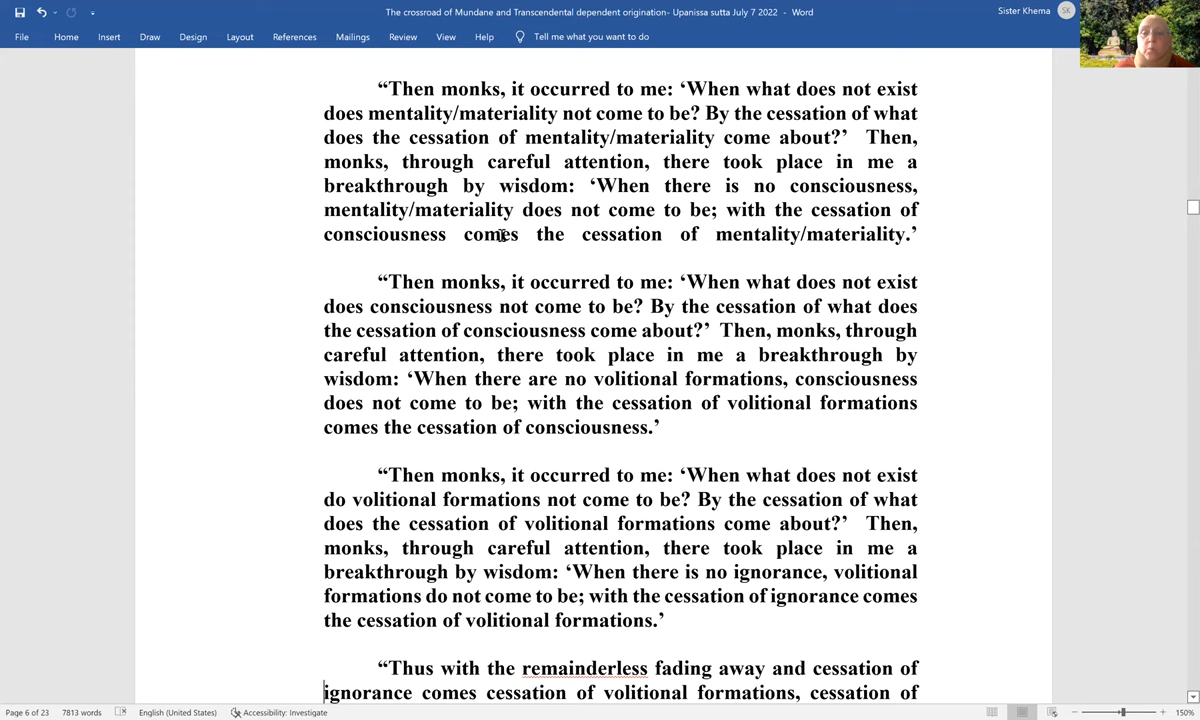 The crossroad of Mundane and Transcendental dependent origination- Upanissa sutta July 7 2022 - Word
Sister Khema
SK
File Home Insert Draw Design Layout References Mailings Review View Help Tell me what you want to do
“Then monks, it occurred to me: ‘When what does not exist
does mentality/materiality not come to be? By the cessation of what
does the cessation of mentality/materiality come about?’ Then,
monks, through careful attention, there took place in me a
breakthrough by wisdom: ‘When there is no consciousness,
mentality/materiality does not come to be; with the cessation of
consciousness comes the cessation of mentality/materiality.’
“Then monks, it occurred to me: ‘When what does not exist
does consciousness not come to be? By the cessation of what does
the cessation of consciousness come about?’ Then, monks, through
careful attention, there took place in me a breakthrough by
wisdom: ‘When there are no volitional formations, consciousness
does not come to be; with the cessation of volitional formations
comes the cessation of consciousness.’
“Then monks, it occurred to me: ‘When what does not exist
do volitional formations not come to be? By the cessation of what
does the cessation of volitional formations come about?’ Then,
monks, through careful attention, there took place in me a
breakthrough by wisdom: ‘When there is no ignorance, volitional
formations do not come to be; with the cessation of ignorance comes
the cessation of volitional formations.’
“Thus with the remainderless fading away and cessation of
ignorance comes cessation of volitional formations, cessation of
Page 6 of 23 7813 words English (United States) Accessibility: Investigate 150%